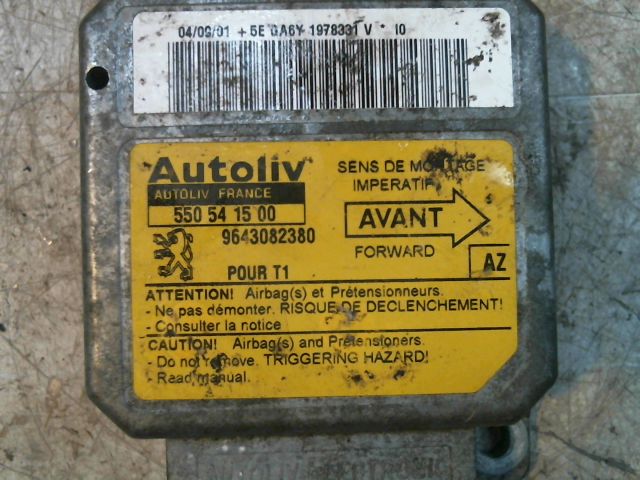 04/09/01 + 5E GA6Y 1978331 V I0
Autoliv
AUTOLIV FRANCE
550 54 15 00
9643082380
POUR T1
SENS DE MONTAGE
IMPERATIF
AVANT
FORWARD
AZ
ATTENTION! Airbag(s) et Prétensionneurs.
- Ne pas démonter. RISQUE DE DECLENCHEMENT!
- Consulter la notice
CAUTION! Airbag(s) and Pretensioners.
- Do not remove. TRIGGERING HAZARD!
- Read manual.